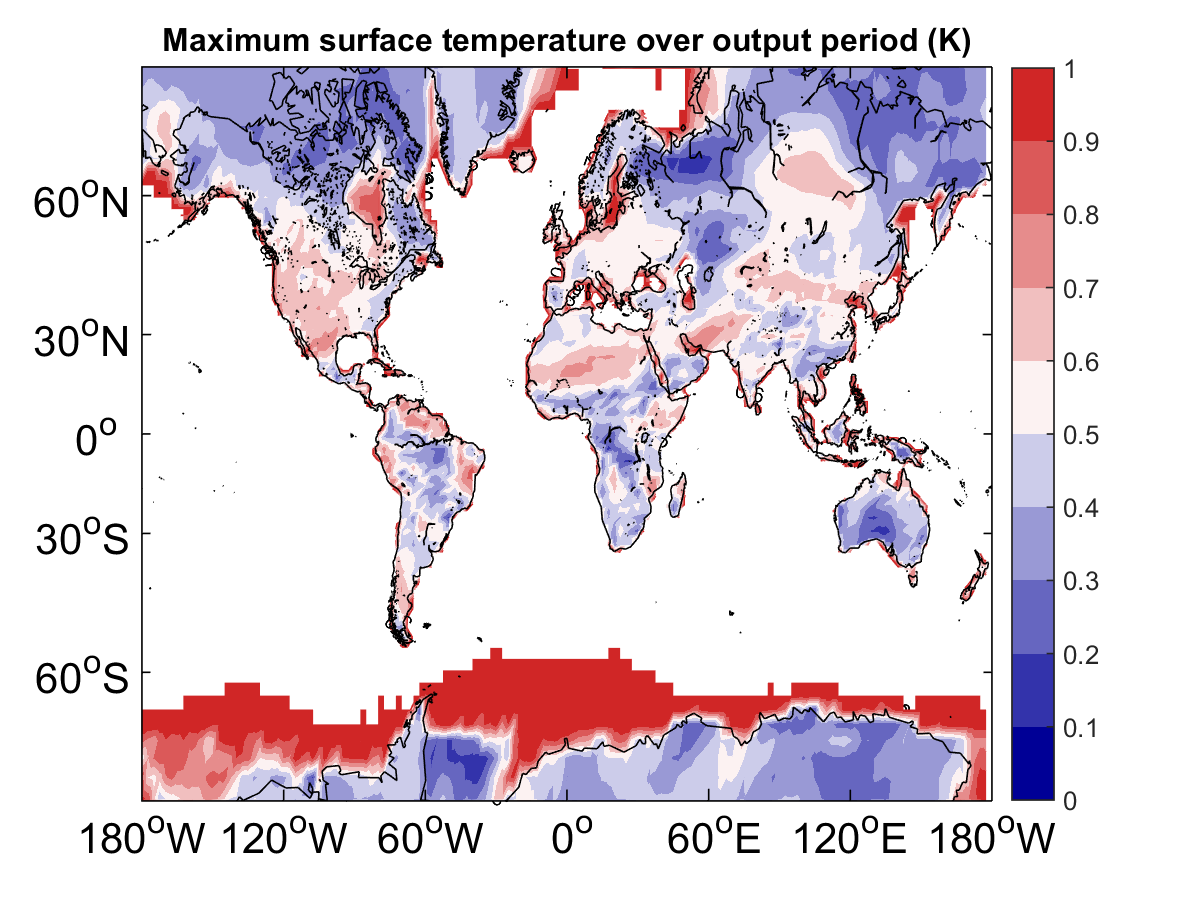 Maximum surface temperature over output period (K)
60°N
30°N
0°
30°S
60°S
180°W 120°W 60°W 0° 60°E 120°E 180°W
1
0.9
0.8
0.7
0.6
0.5
0.4
0.3
0.2
0.1
0